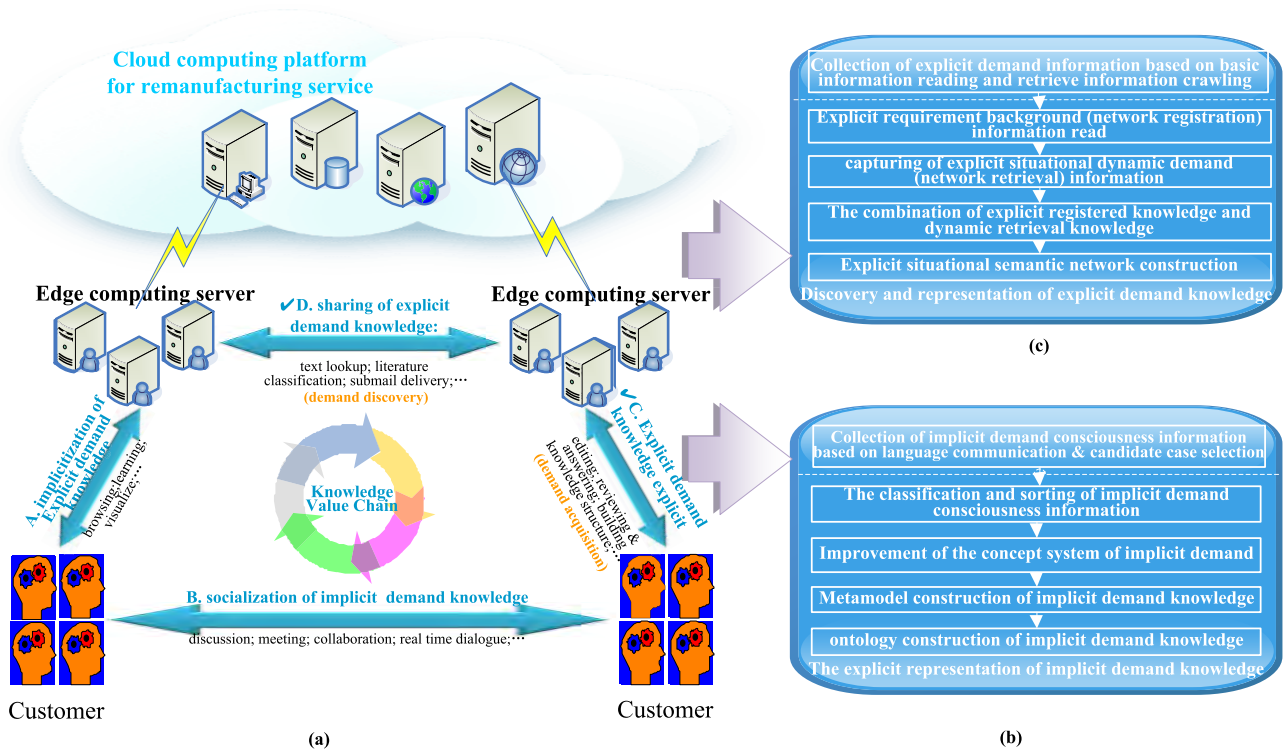 Cloud computing platform
for remanufacturing service
Edge computing server
Edge computing server
✔D. sharing of explicit
demand knowledge:
text lookup; literature
classification; submail delivery;⋯
(demand discovery)
A. implicitization of
Explicit demand
knowledge
browsing;learning,
visualize;⋯
✔C. Explicit demand
knowledge explicit
editing; reviewing &
answering; building
knowledge structure;⋯
(demand acquisition)
Knowledge
Value Chain
B. socialization of implicit demand knowledge
discussion; meeting; collaboration; real time dialogue;⋯
Customer
Customer
(a)
Collection of explicit demand information based on basic
information reading and retrieve information crawling
Explicit requirement background (network registration)
information read
capturing of explicit situational dynamic demand
(network retrieval) information
The combination of explicit registered knowledge and
dynamic retrieval knowledge
Explicit situational semantic network construction
Discovery and representation of explicit demand knowledge
(c)
Collection of implicit demand consciousness information
based on language communication & candidate case selection
The classification and sorting of implicit demand
consciousness information
Improvement of the concept system of implicit demand
Metamodel construction of implicit demand knowledge
ontology construction of implicit demand knowledge
The explicit representation of implicit demand knowledge
(b)